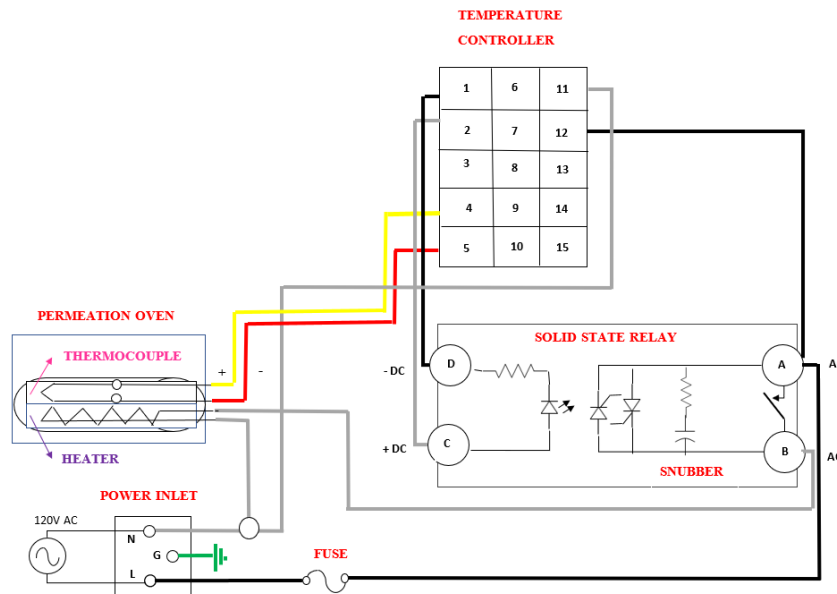 TEMPERATURE
CONTROLLER
1 6 11
2 7 12
3 8 13
4 9 14
5 10 15
PERMEATION OVEN
THERMOCOUPLE
+ -
HEATER
SOLID STATE RELAY
- DC
D
A
A
+ DC
C
B
SNUBBER
AC
POWER INLET
120V AC
N
G
L
FUSE